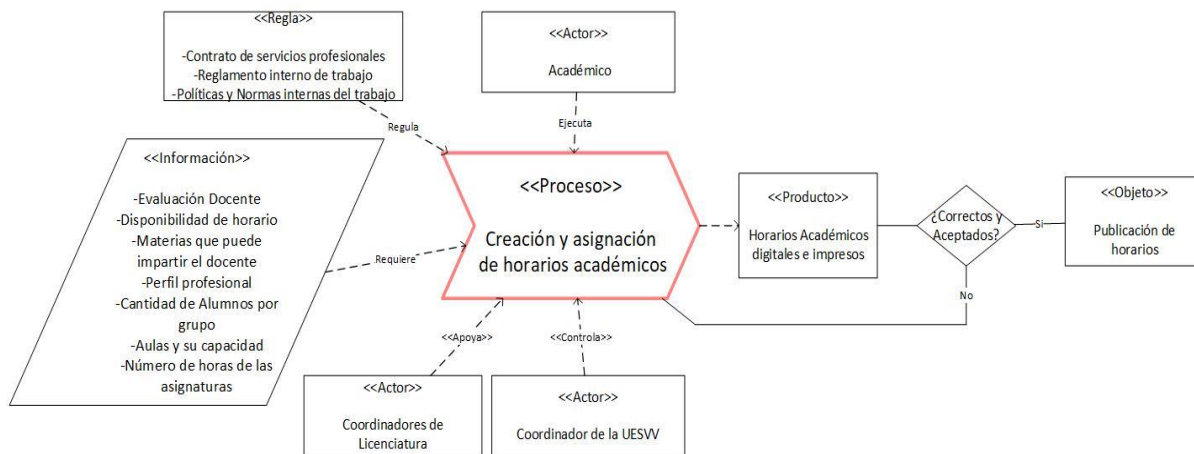 <<Regla>>
-Contrato de servicios profesionales
-Reglamento interno de trabajo
-Políticas y Normas internas del trabajo
<<Actor>>
Académico
Regula
Ejecuta
<<Información>>
-Evaluación Docente
-Disponibilidad de horario
-Materias que puede
impartir el docente
-Perfil profesional
-Cantidad de Alumnos por
grupo
-Aulas y su capacidad
-Número de horas de las
asignaturas
Requiere
<<Proceso>>
Creación y asignación
de horarios académicos
<<Producto>>
Horarios Académicos
digitales e impresos
¿Correctos y
Aceptados?
Si
<<Objeto>>
Publicación de
horarios
No
<<Apoya>>
<<Controla>>
<<Actor>>
Coordinadores de
Licenciatura
<<Actor>>
Coordinador de la UESVV